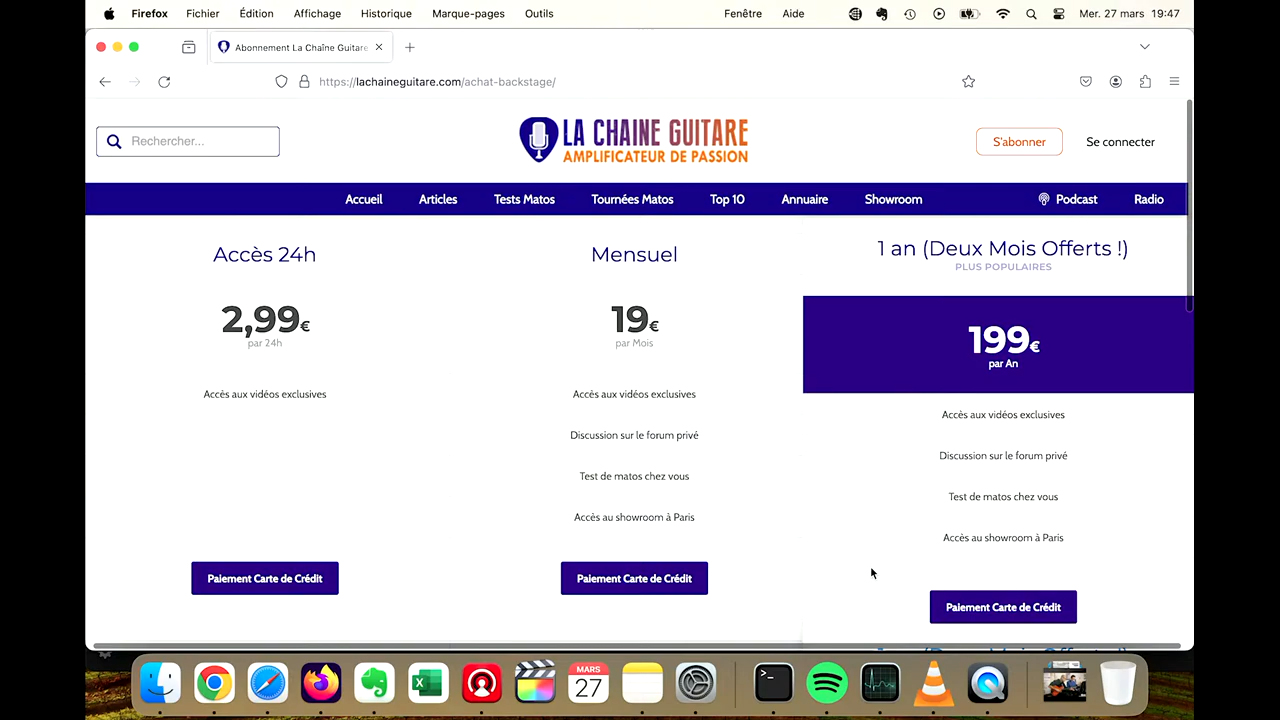 Firefox Fichier Édition Affichage Historique Marque-pages Outils Fenêtre Aide Mer. 27 mars 19:47
Abonnement La Chaîne Guitare
https://lachaineguitare.com/achat-backstage/
Rechercher...
LA CHAINE GUITARE
AMPLIFICATEUR DE PASSION
S'abonner Se connecter
Accueil Articles Tests Matos Tournées Matos Top 10 Annuaire Showroom Podcast Radio
Accès 24h
2,99€
par 24h
Accès aux vidéos exclusives
Paiement Carte de Crédit
Mensuel
19€
par Mois
Accès aux vidéos exclusives
Discussion sur le forum privé
Test de matos chez vous
Accès au showroom à Paris
Paiement Carte de Crédit
1 an (Deux Mois Offerts !)
PLUS POPULAIRES
199€
par An
Accès aux vidéos exclusives
Discussion sur le forum privé
Test de matos chez vous
Accès au showroom à Paris
Paiement Carte de Crédit
MARS
27